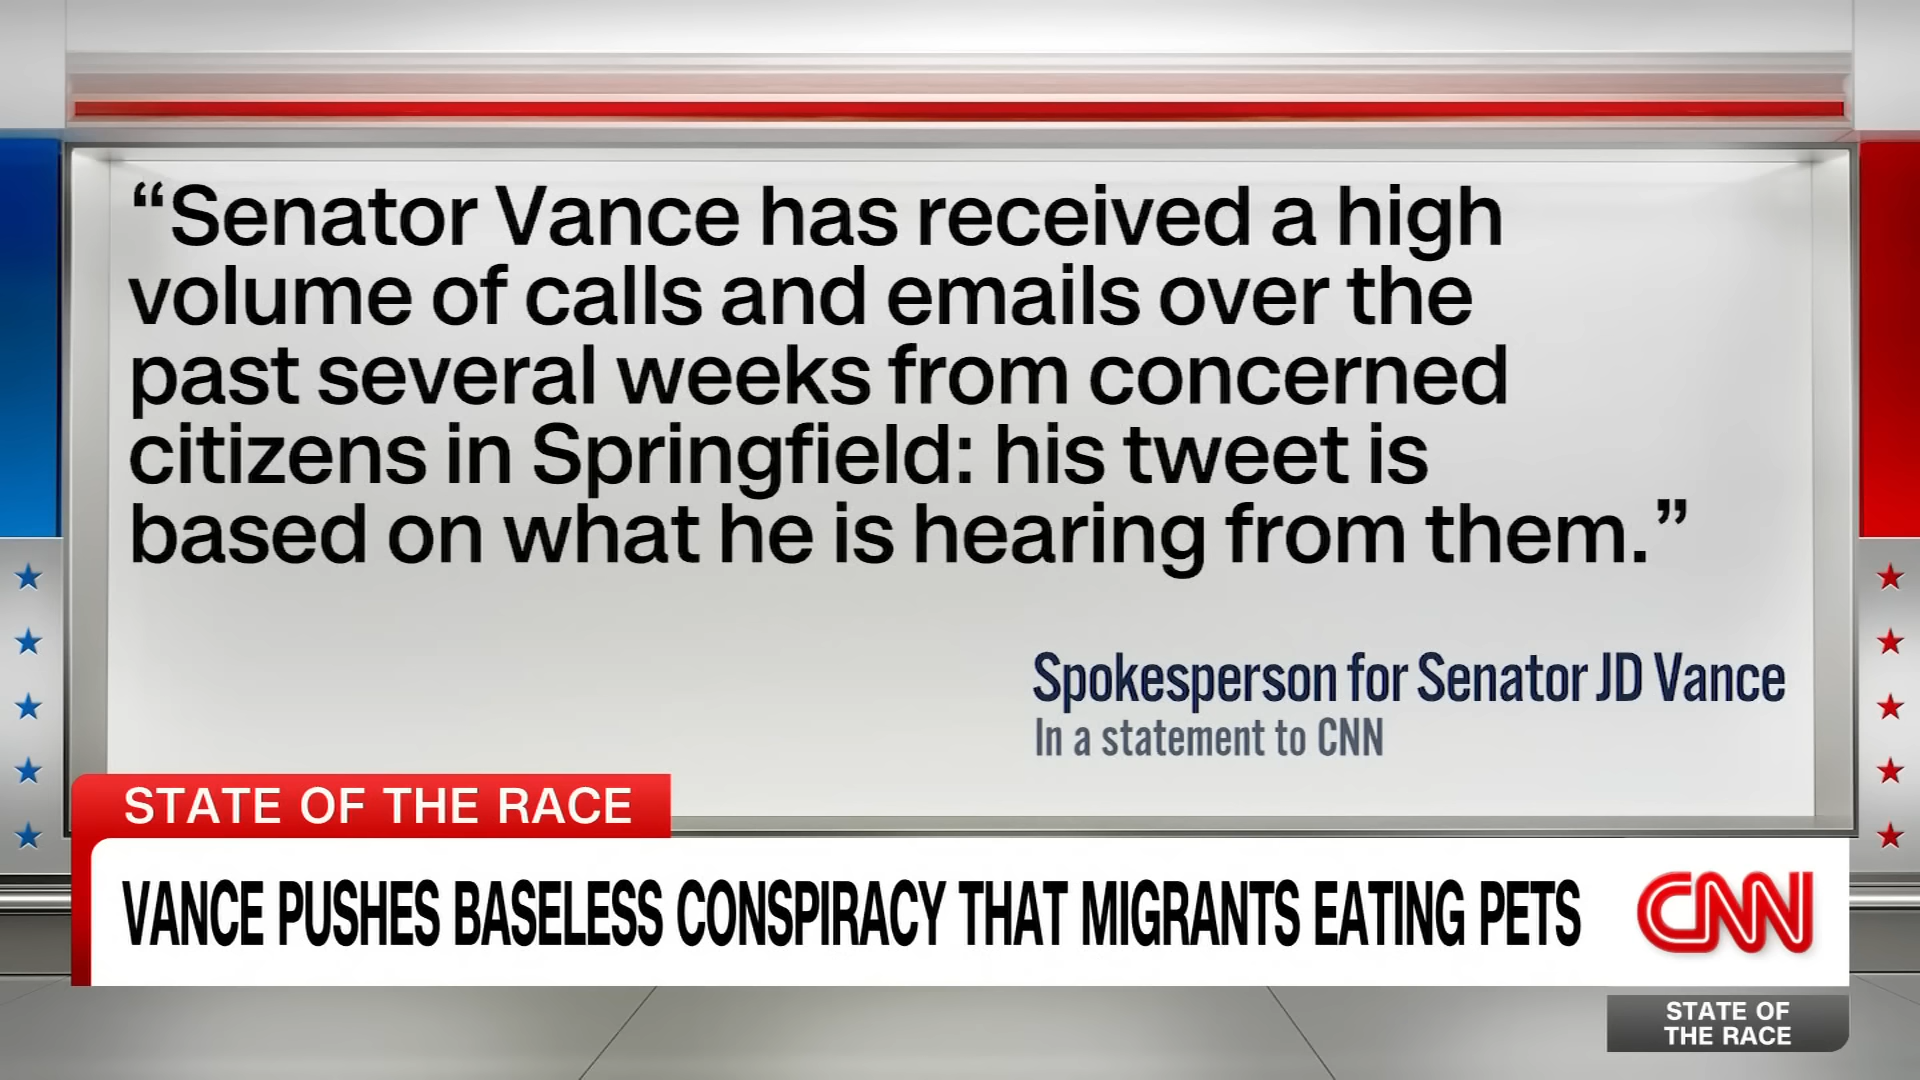 “Senator Vance has received a high
volume of calls and emails over the
past several weeks from concerned
citizens in Springfield: his tweet is
based on what he is hearing from them.”
Spokesperson for Senator JD Vance
In a statement to CNN
STATE OF THE RACE
VANCE PUSHES BASELESS CONSPIRACY THAT MIGRANTS EATING PETS
CNN
STATE OF
THE RACE